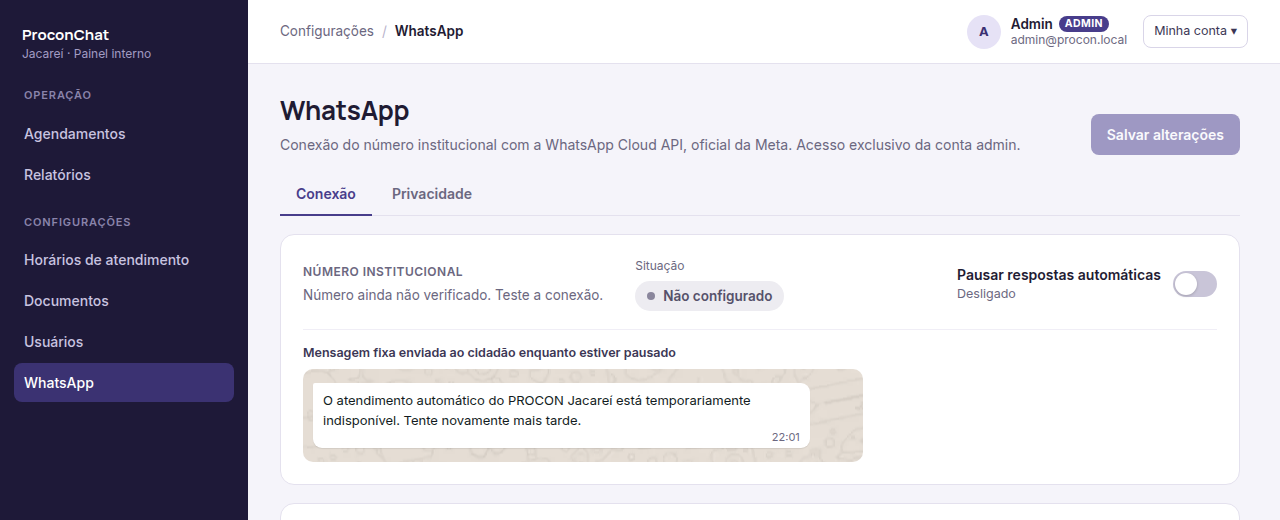 ProconChat
Jacareí · Painel interno
OPERAÇÃO
Agendamentos
Relatórios
CONFIGURAÇÕES
Horários de atendimento
Documentos
Usuários
WhatsApp
Configurações / WhatsApp
A
Admin ADMIN
admin@procon.local
Minha conta ▾
WhatsApp
Conexão do número institucional com a WhatsApp Cloud API, oficial da Meta. Acesso exclusivo da conta admin.
Salvar alterações
Conexão
Privacidade
NÚMERO INSTITUCIONAL
Número ainda não verificado. Teste a conexão.
Situação
Não configurado
Pausar respostas automáticas
Desligado
Mensagem fixa enviada ao cidadão enquanto estiver pausado
O atendimento automático do PROCON Jacareí está temporariamente
indisponível. Tente novamente mais tarde.
22:01